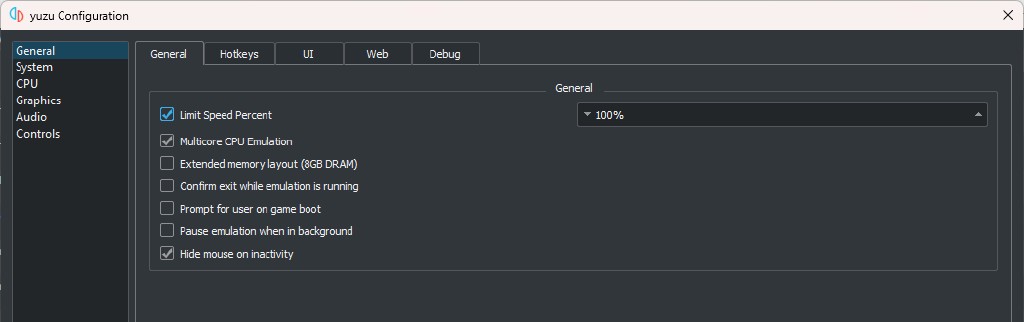 yuzu Configuration
General
System
CPU
Graphics
Audio
Controls
General Hotkeys UI Web Debug
General
Limit Speed Percent 100%
Multicore CPU Emulation
Extended memory layout (8GB DRAM)
Confirm exit while emulation is running
Prompt for user on game boot
Pause emulation when in background
Hide mouse on inactivity